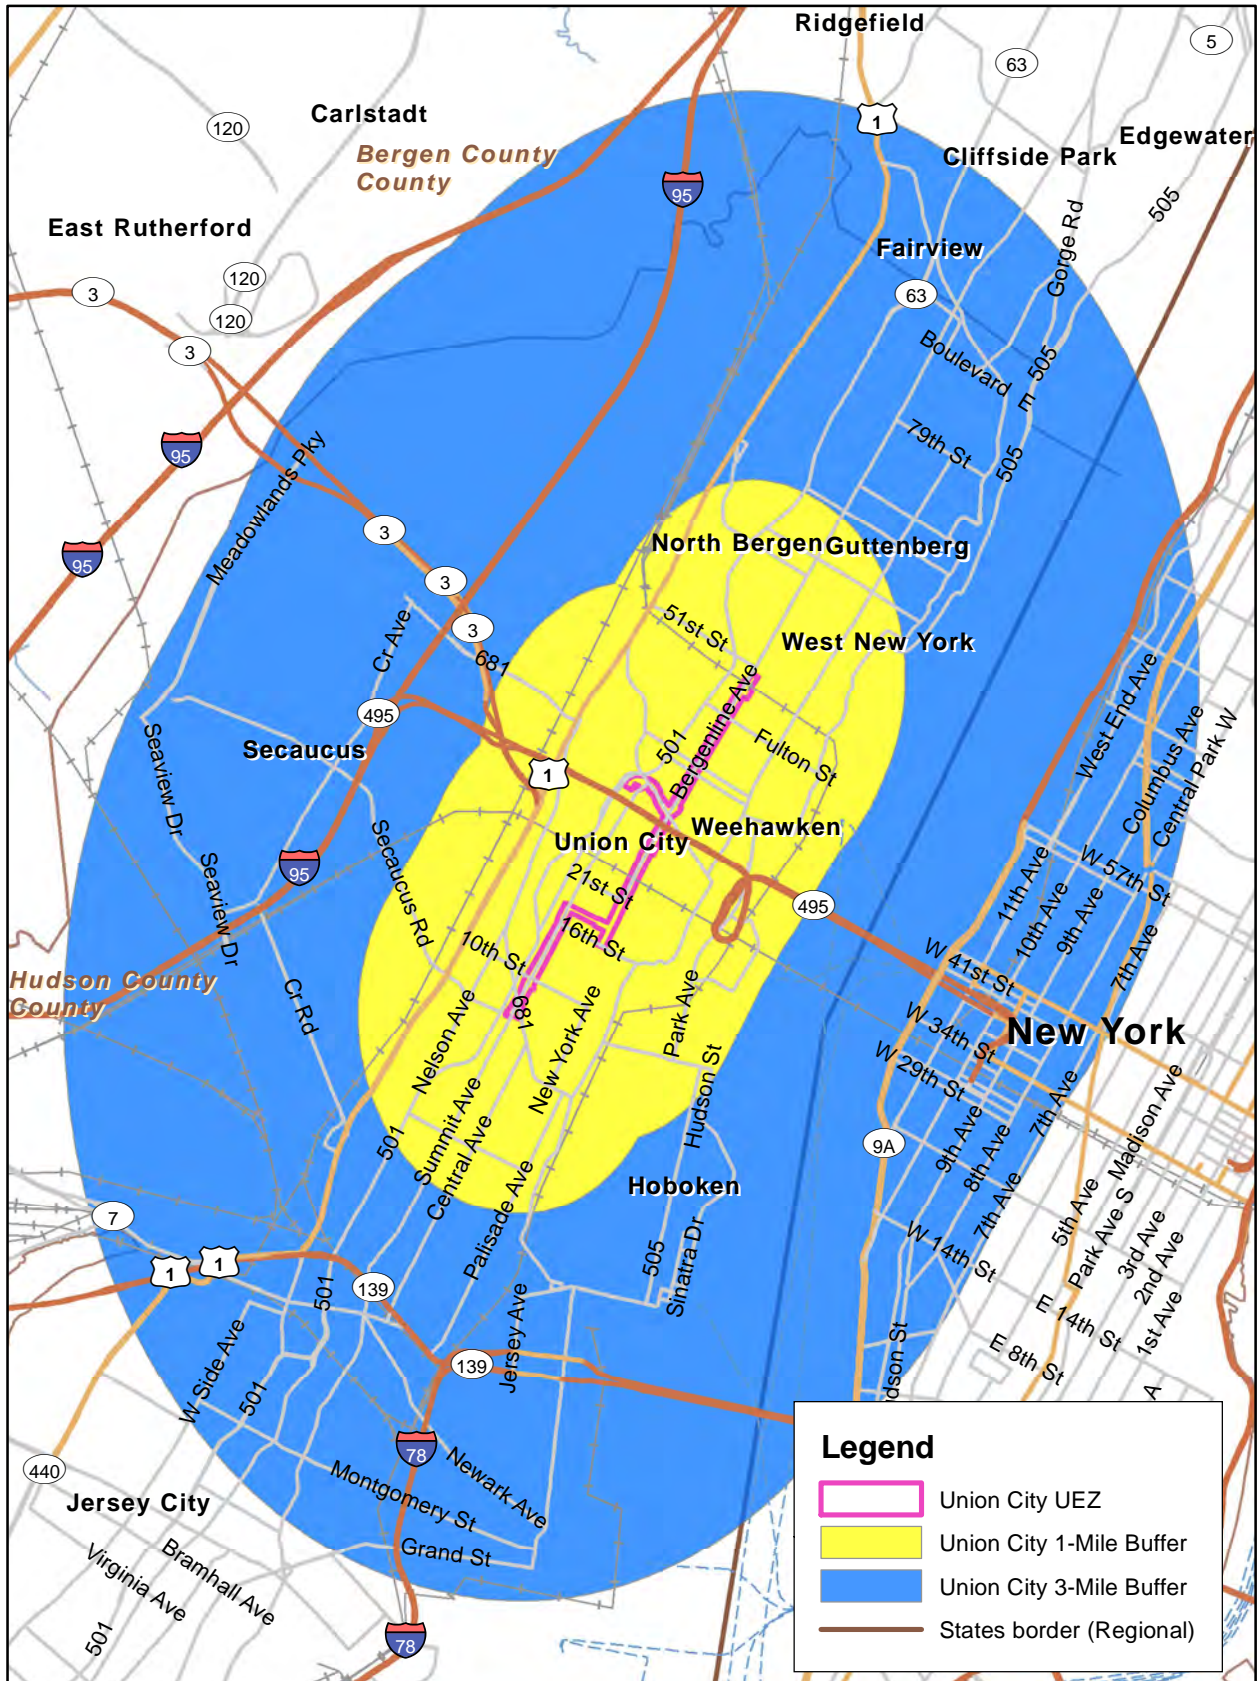 Ridgefield
5
63
1
Carlstadt
120
Edgewater
Cliffside Park
Bergen County
County
95
505
East Rutherford
Fairview
Gorge Rd
120
3
63
120
3
Boulevard E
505
79th St
505
95
Meadowlands Pky
3
95
North Bergen
Guttenberg
3
51st St
3
West New York
Cr Ave
681
Bergenline Ave
West End Ave
495
Secaucus
501
Fulton St
Columbus Ave
Central Park W
Seaview Dr
1
Union City
Weehawken
W 57th St
95
Secaucus Rd
21st St
11th Ave
495
10th Ave
9th Ave
Seaview Dr
16th St
10th St
7th Ave
W 41st St
Hudson County
County
Cr Rd
681
Park Ave
W 34th St
New York
Nelson Ave
New York Ave
W 29th St
Hudson St
7th Ave
Summit Ave
9A
9th Ave
8th Ave
Madison Ave
501
Central Ave
Palisade Ave
Hoboken
7
7th Ave
5th Ave
Park Ave S
3rd Ave
2nd Ave
1
1
W 14th St
505
Sinatra Dr
139
501
E 14th St
1st Ave
Jersey Ave
W Side Ave
139
E 8th St
dson St
A
501
78
Newark Ave
440
Montgomery St
Jersey City
Grand St
Bramhall Ave
Virginia Ave
501
78
Legend
Union City UEZ
Union City 1-Mile Buffer
Union City 3-Mile Buffer
States border (Regional)